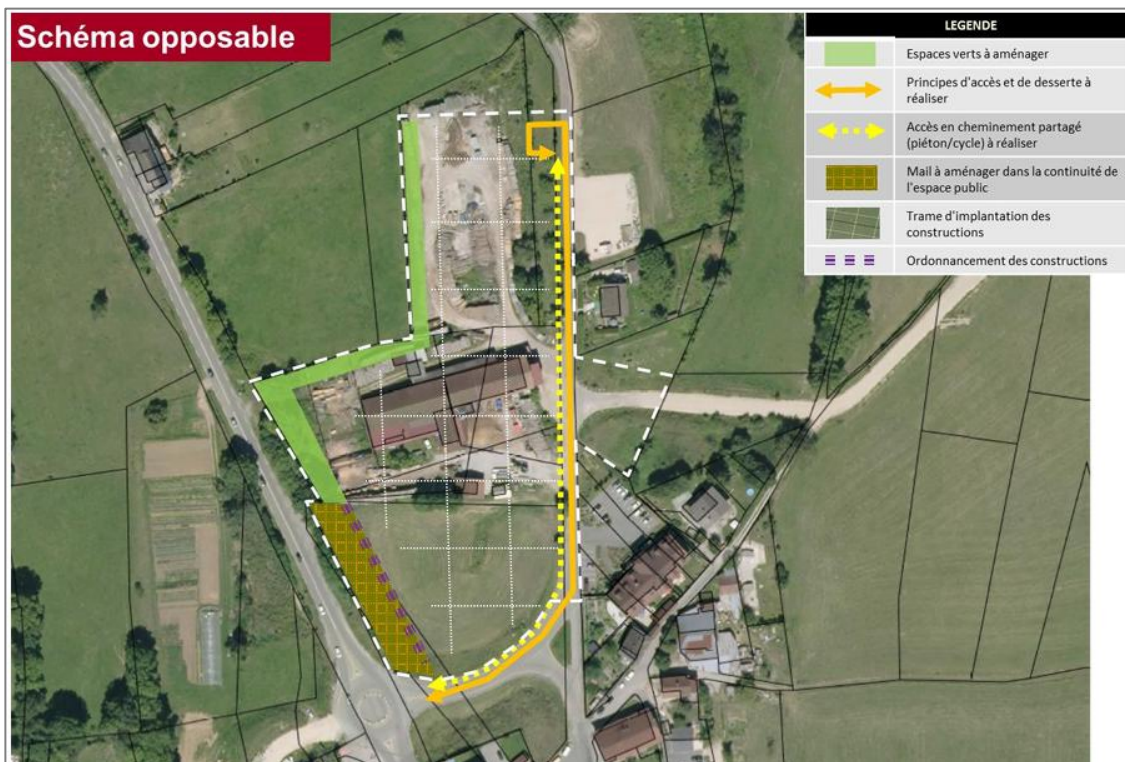 Schéma opposable
LEGENDE
Espaces verts à aménager
Principes d'accès et de desserte à
réaliser
Accès en cheminement partagé
(piéton/cycle) à réaliser
Mail à aménager dans la continuité de
l'espace public
Trame d'implantation des
constructions
Ordonnancement des constructions